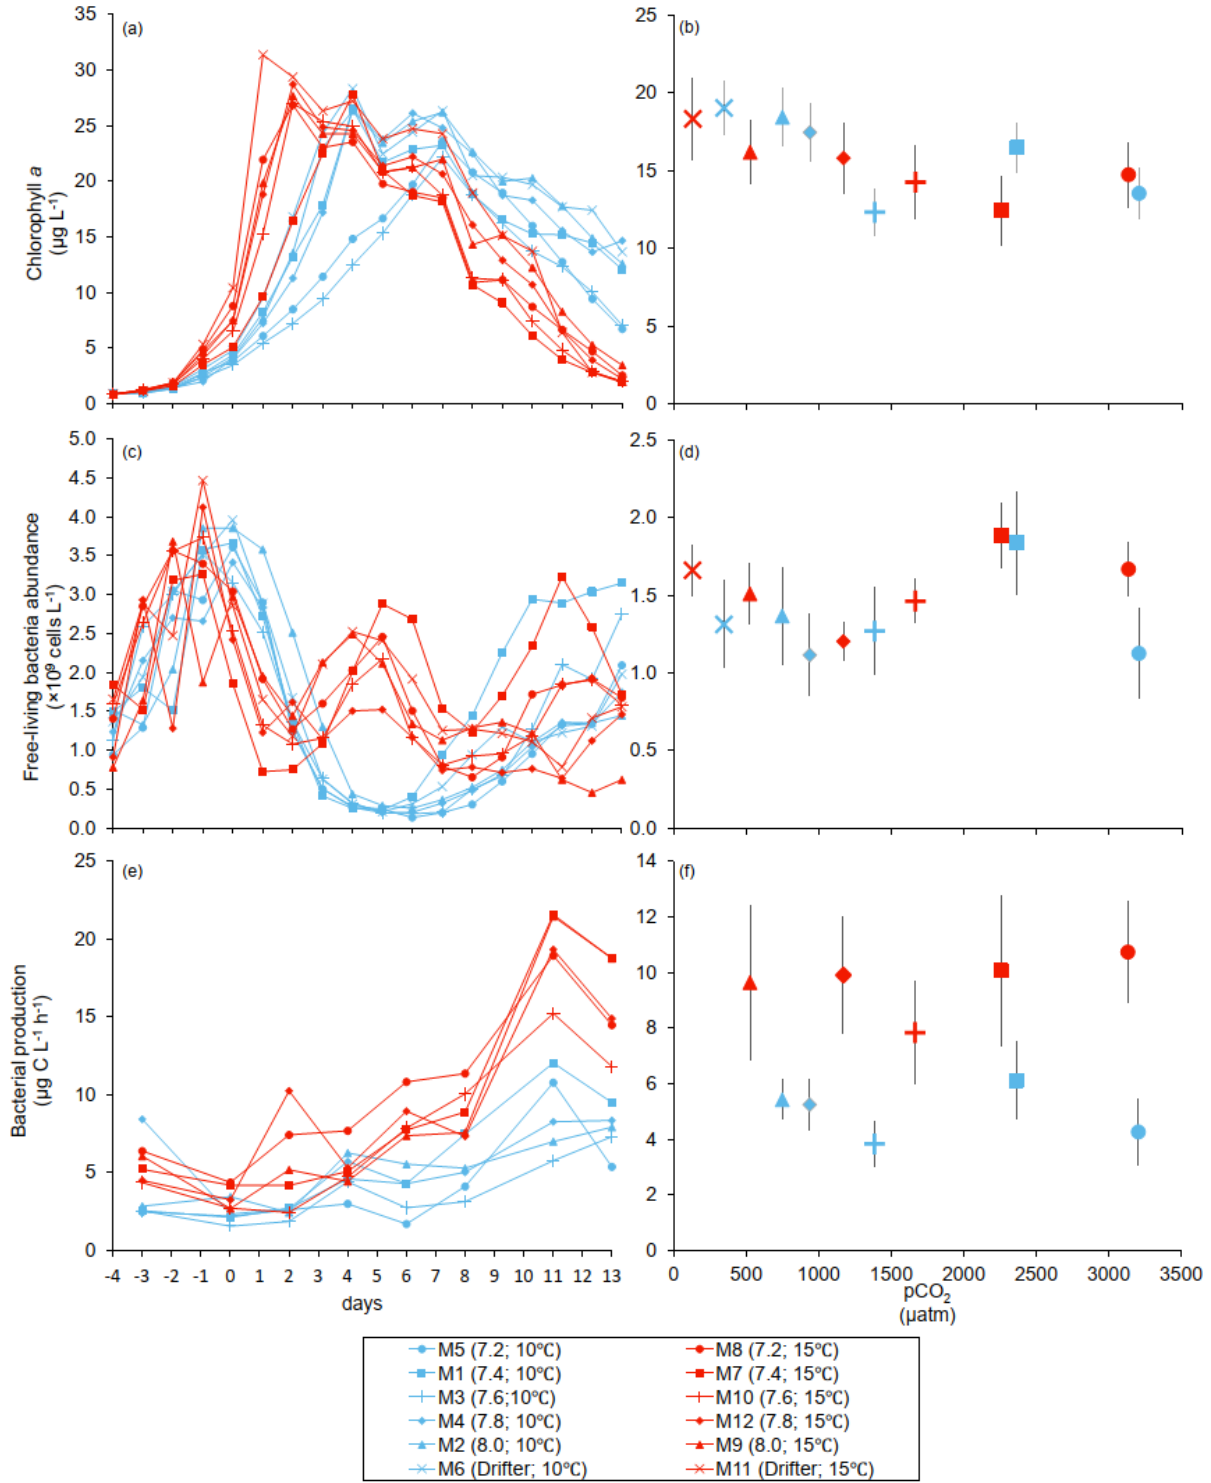 (a)
35
30
25
20
15
10
5
0
Chlorophyll a
(µg L-1)
(b)
25
20
15
10
5
0
(c)
5.0
4.5
4.0
3.5
3.0
2.5
2.0
1.5
1.0
0.5
0.0
Free-living bacteria abundance
(×10⁹ cells L-1)
(d)
2.5
2.0
1.5
1.0
0.5
0.0
(e)
25
20
15
10
5
0
Bacterial production
(µg C L-1 h-1)
-4 -3 -2 -1 0 1 2 3 4 5 6 7 8 11 13
days
(f)
14
12
10
8
6
4
2
0
0 500 1000 1500 2000 2500 3000 3500
pCO2
(µatm)
M5 (7.2; 10℃) M8 (7.2; 15℃)
M1 (7.4; 10℃) M7 (7.4; 15℃)
M3 (7.6;10℃) M10 (7.6; 15℃)
M4 (7.8; 10℃) M12 (7.8; 15℃)
M2 (8.0; 10℃) M9 (8.0; 15℃)
M6 (Drifter; 10℃) M11 (Drifter; 15℃)